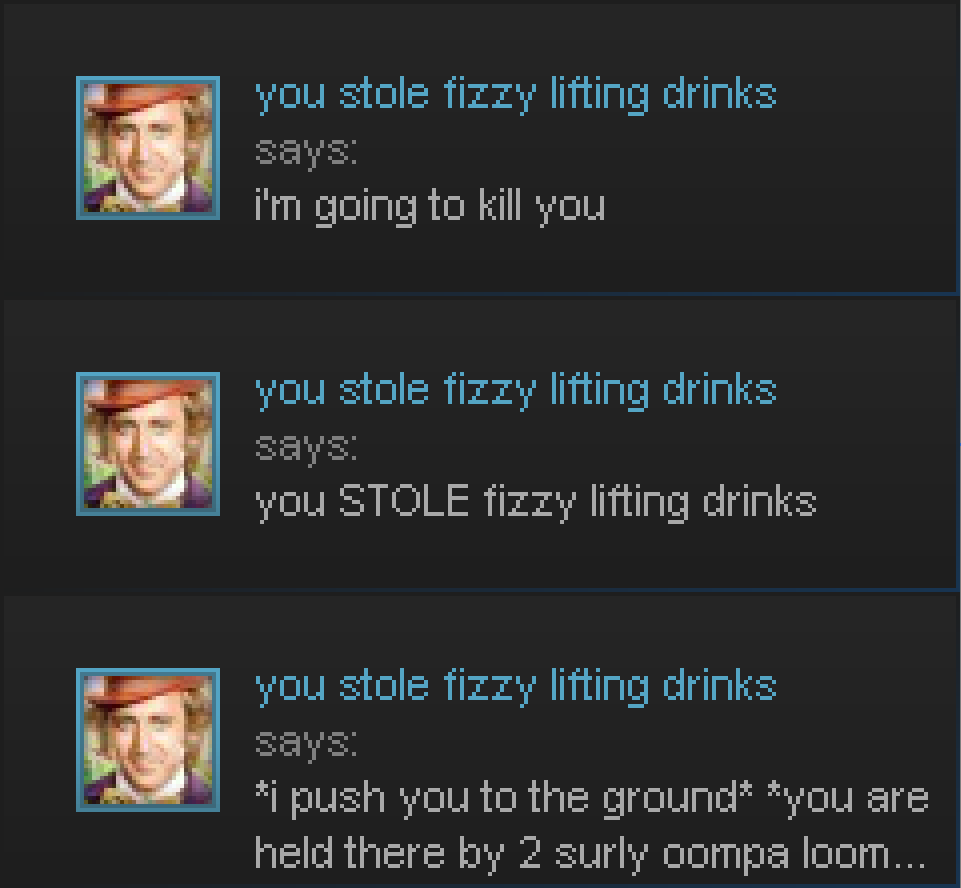 you stole fizzy lifting drinks
says:
i'm going to kill you
you stole fizzy lifting drinks
says:
you STOLE fizzy lifting drinks
you stole fizzy lifting drinks
says:
*i push you to the ground* *you are
held there by 2 surly oompa loom...